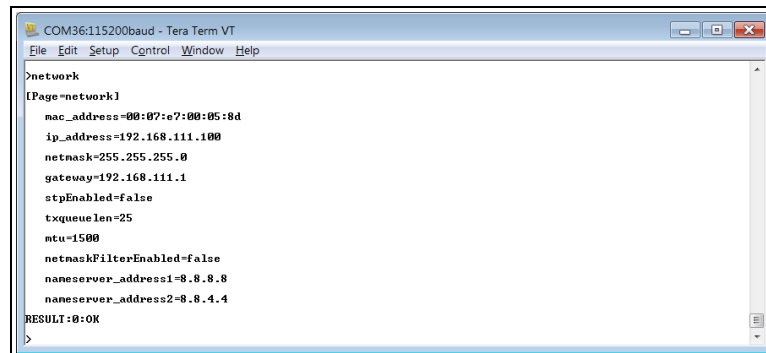 COM36:115200baud - Tera Term VT
File Edit Setup Control Window Help
>network
[Page=network]
mac_address=00:07:e7:00:05:8d
ip_address=192.168.111.100
netmask=255.255.255.0
gateway=192.168.111.1
stpEnabled=false
txqueuelen=25
mtu=1500
netmaskFilterEnabled=false
nameserver_address1=8.8.8.8
nameserver_address2=8.8.4.4
RESULT:0:OK
>